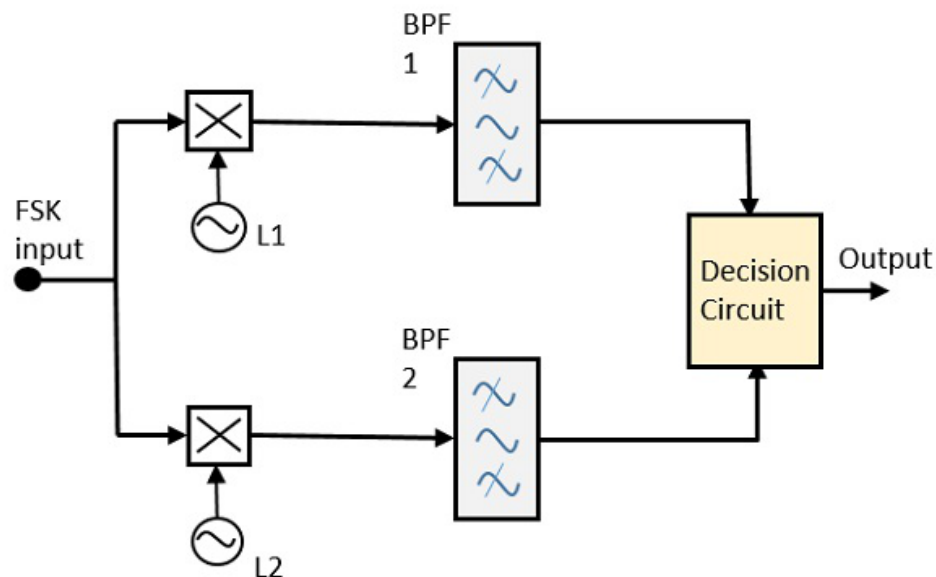 BPF
1
L1
FSK
input
Decision
Circuit
Output
BPF
2
L2